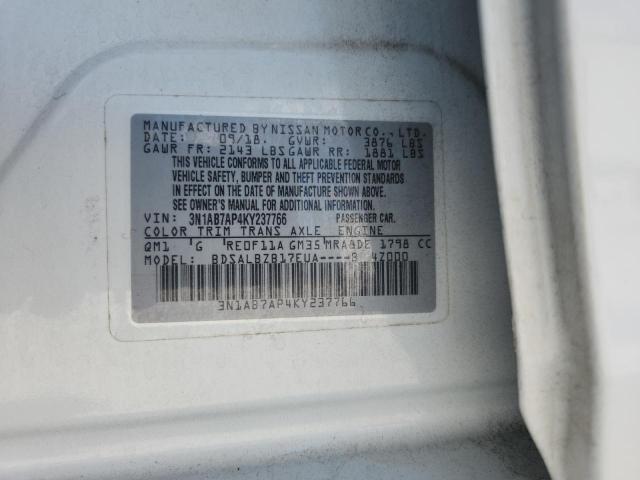 MANUFACTURED BY NISSAN MOTOR CO., LTD.
DATE: 09/18. GVWR: 3876 LBS
GAWR FR: 2143 LBS GAWR RR: 1881 LBS
THIS VEHICLE CONFORMS TO ALL APPLICABLE FEDERAL MOTOR
VEHICLE SAFETY, BUMPER AND THEFT PREVENTION STANDARDS
IN EFFECT ON THE DATE OF MANUFACTURE SHOWN ABOVE.
SEE OWNER'S MANUAL FOR ADDITIONAL INFORMATION
VIN: 3N1AB7AP4KY237766 PASSENGER CAR.
COLOR TRIM TRANS AXLE ENGINE
QM1 G RE0F11A GM35 MRA8DE 1798 CC
MODEL: BDSALBZB17EUA----B 4Z000
3N1AB7AP4KY237766